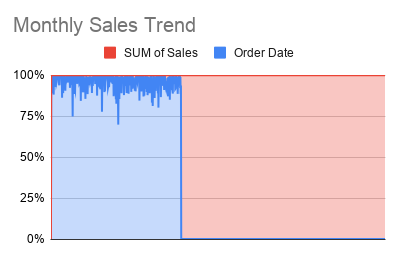 Monthly Sales Trend
SUM of Sales Order Date
100%
75%
50%
25%
0%